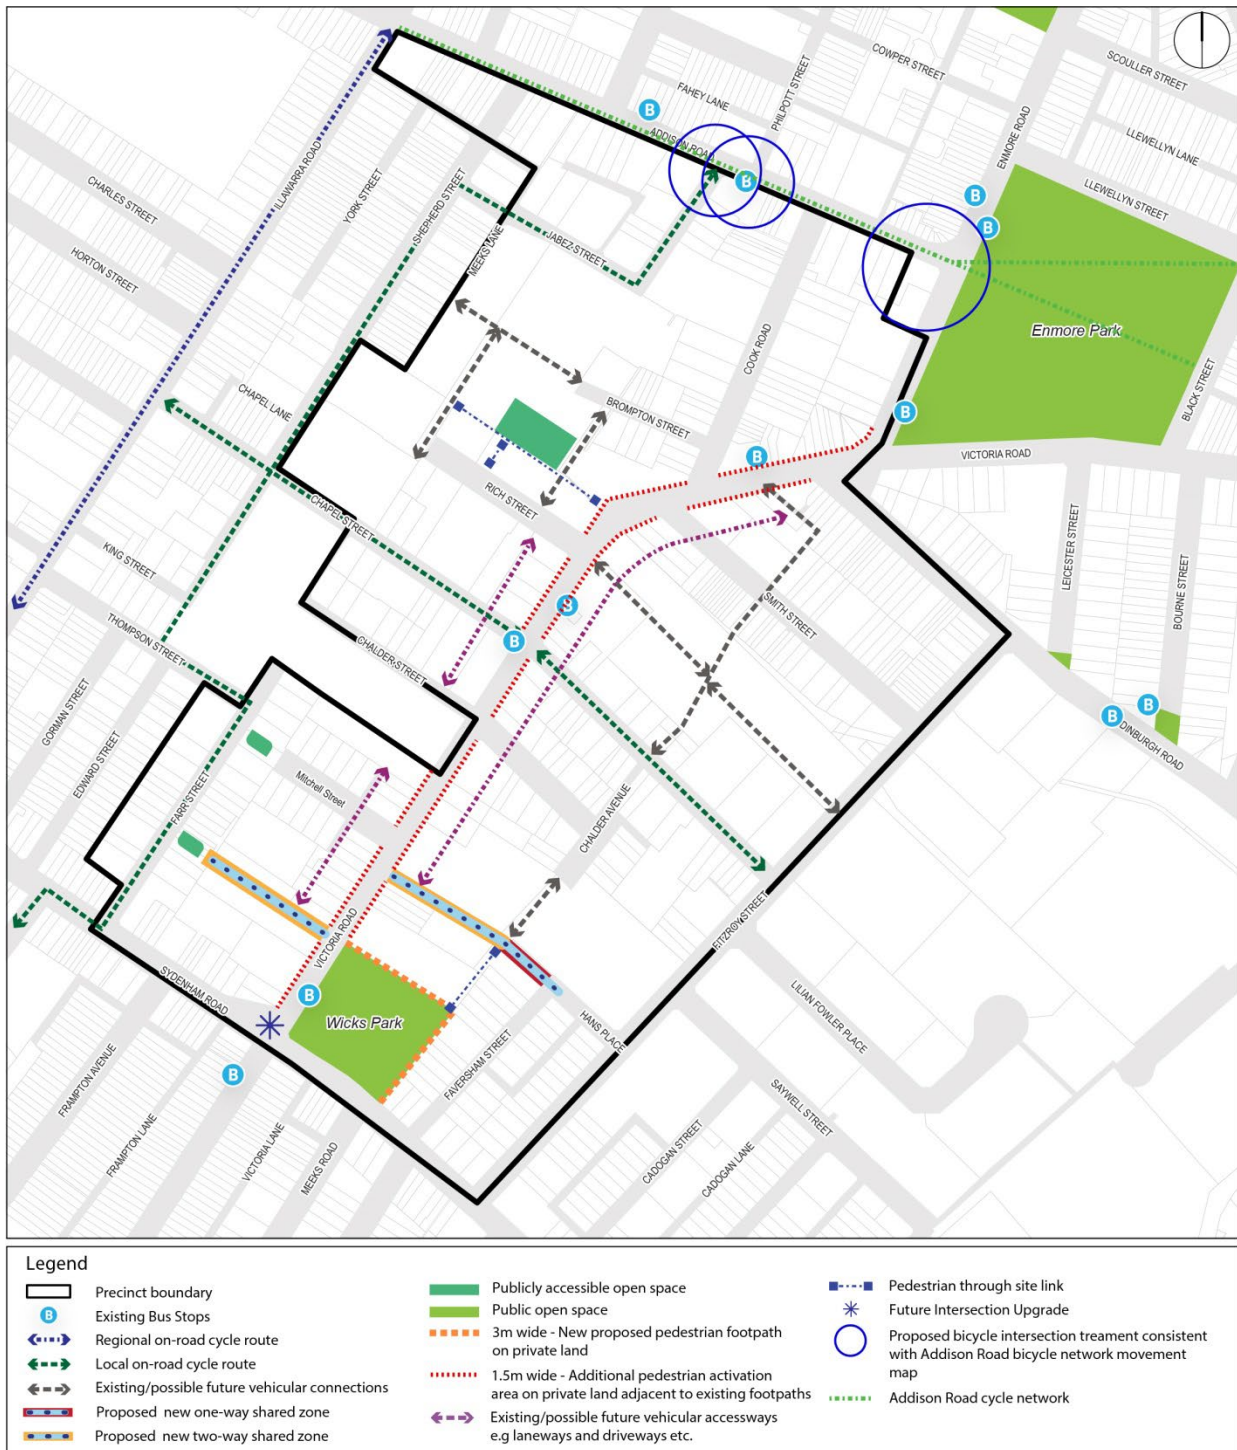 COWPER STREET
SCOULLER STREET
PHILPOTT STREET
FAHEY LANE
B
ADDISON ROAD
ENMORE ROAD
LLEWELLYN LANE
LLEWELLYN STREET
ILLAWARRA ROAD
CHARLES STREET
YORK STREET
SHEPHERD STREET
B
B
B
HORTON STREET
MEEKS LANE
JABEZ STREET
Enmore Park
COOK ROAD
BLACK STREET
CHAPEL LANE
BROMPTON STREET
B
VICTORIA ROAD
B
RICH STREET
CHAPEL STREET
KING STREET
LEICESTER STREET
BOURNE STREET
SMITH STREET
B
THOMPSON STREET
CHALDER STREET
B
GORMAN STREET
B
B
DINBURGH ROAD
EDWARD STREET
Mitchell Street
FARR STREET
CHALDER AVENUE
FITZROY STREET
VICTORIA ROAD
SYDENHAM ROAD
B
Wicks Park
HANS PLACE
LILIAN FOWLER PLACE
B
FRAMPTON AVENUE
FAVERSHAM STREET
SAYWELL STREET
FRAMPTON LANE
VICTORIA LANE
MEEKS ROAD
CADOGAN STREET
CADOGAN LANE
Legend
Precinct boundary
B
Existing Bus Stops
Regional on-road cycle route
Local on-road cycle route
Existing/possible future vehicular connections
Proposed new one-way shared zone
Proposed new two-way shared zone
Publicly accessible open space
Public open space
3m wide - New proposed pedestrian footpath
on private land
1.5m wide - Additional pedestrian activation
area on private land adjacent to existing footpaths
Existing/possible future vehicular accessways
e.g laneways and driveways etc.
Pedestrian through site link
Future Intersection Upgrade
Proposed bicycle intersection treament consistent
with Addison Road bicycle network movement
map
Addison Road cycle network